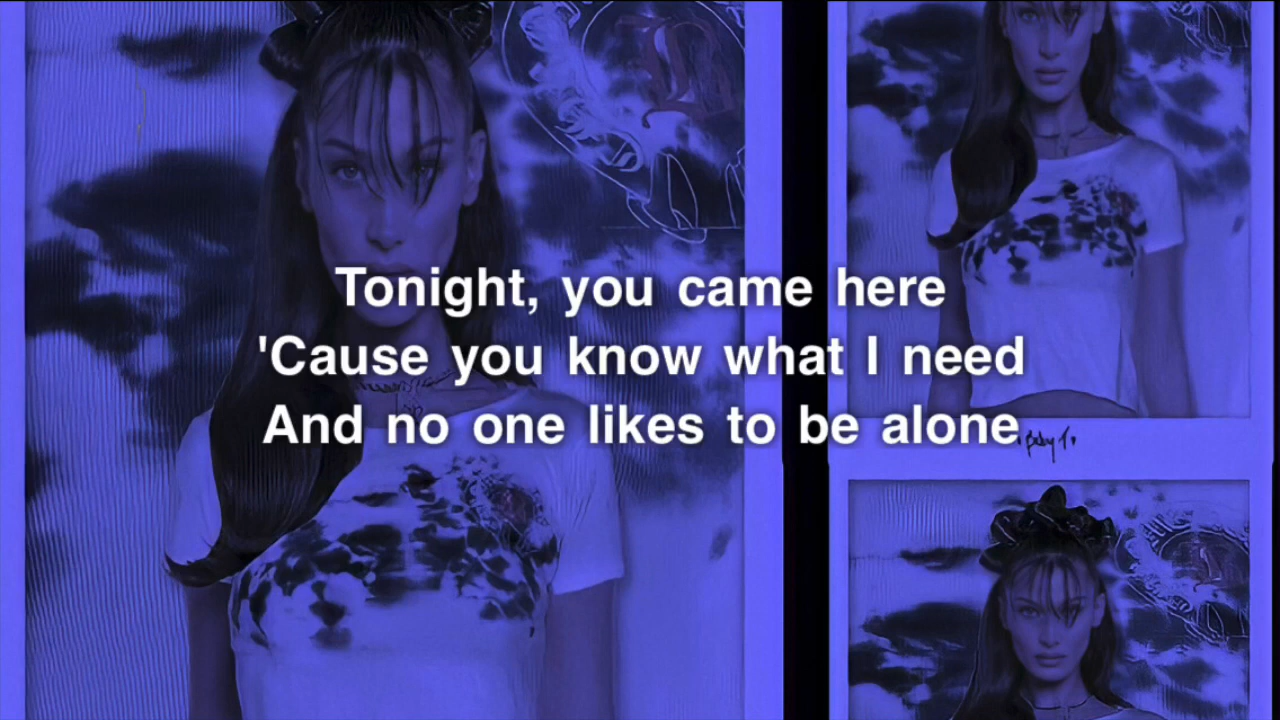 Tonight, you came here
'Cause you know what I need
And no one likes to be alone